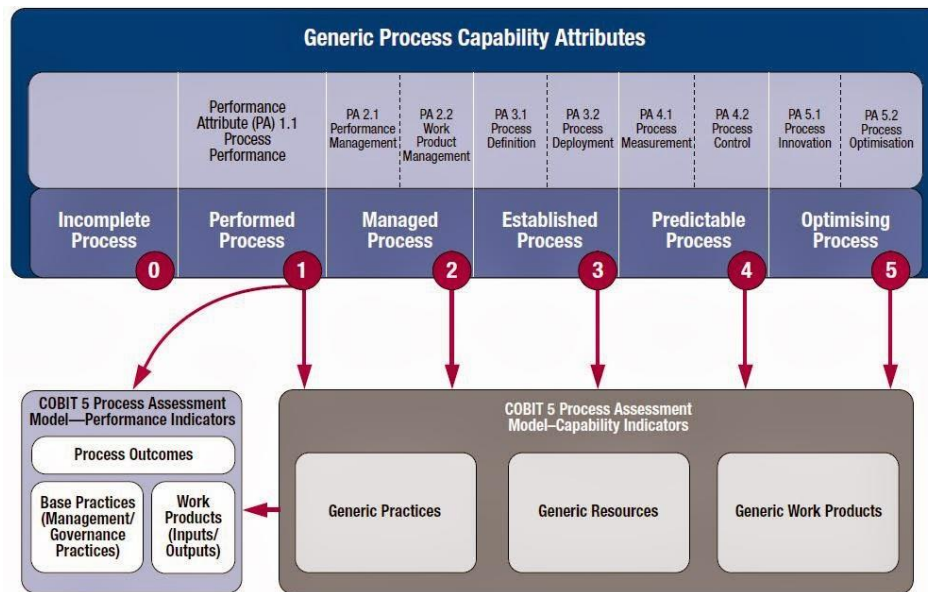 Generic Process Capability Attributes
Performance
Attribute (PA) 1.1
Process
Performance
PA 2.1
Performance
Management
PA 2.2
Work
Product
Management
PA 3.1
Process
Definition
PA 3.2
Process
Deployment
PA 4.1
Process
Measurement
PA 4.2
Process
Control
PA 5.1
Process
Innovation
PA 5.2
Process
Optimisation
Incomplete
Process
Performed
Process
Managed
Process
Established
Process
Predictable
Process
Optimising
Process
0
1
2
3
4
5
COBIT 5 Process Assessment
Model—Performance Indicators
Process Outcomes
Base Practices
(Management/
Governance
Practices)
Work
Products
(Inputs/
Outputs)
COBIT 5 Process Assessment
Model–Capability Indicators
Generic Practices
Generic Resources
Generic Work Products